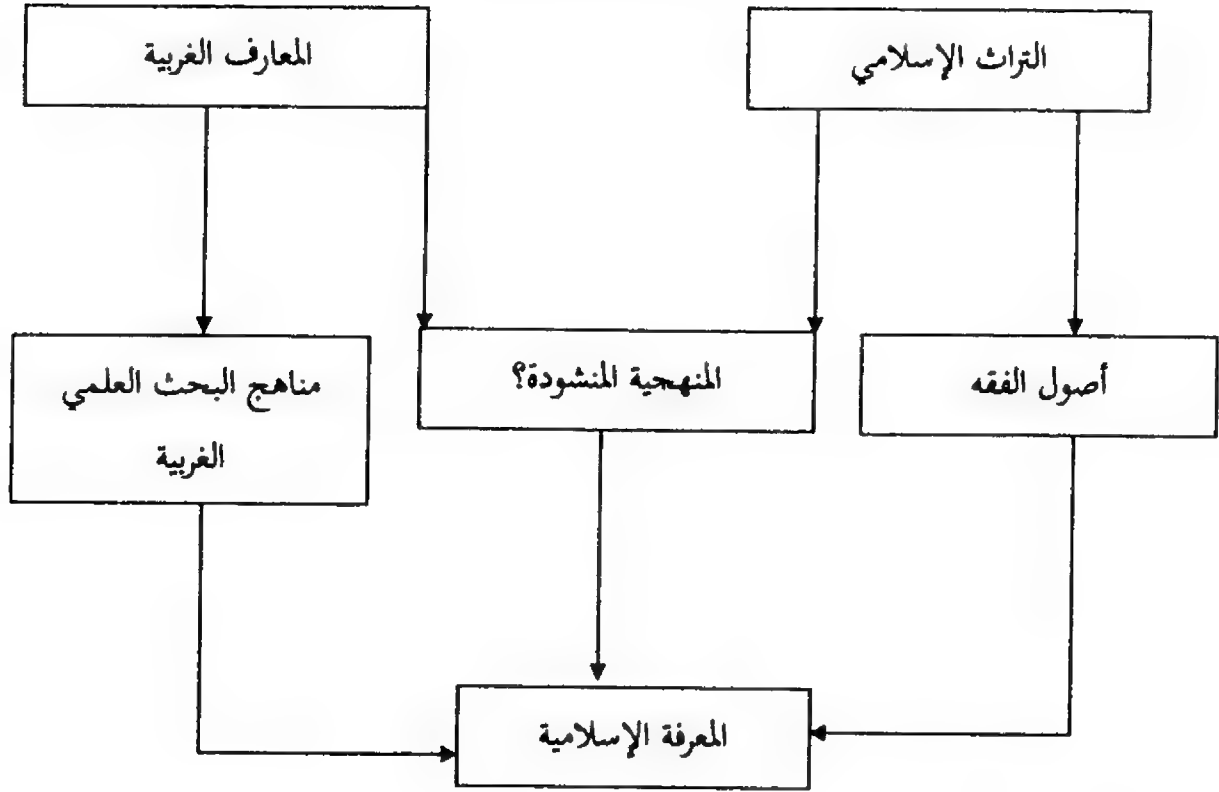 التراث الإسلامي
المعارف الغربية
أصول الفقه
المنهجية المنشودة؟
مناهج البحث العلمي
الغربية
المعرفة الإسلامية